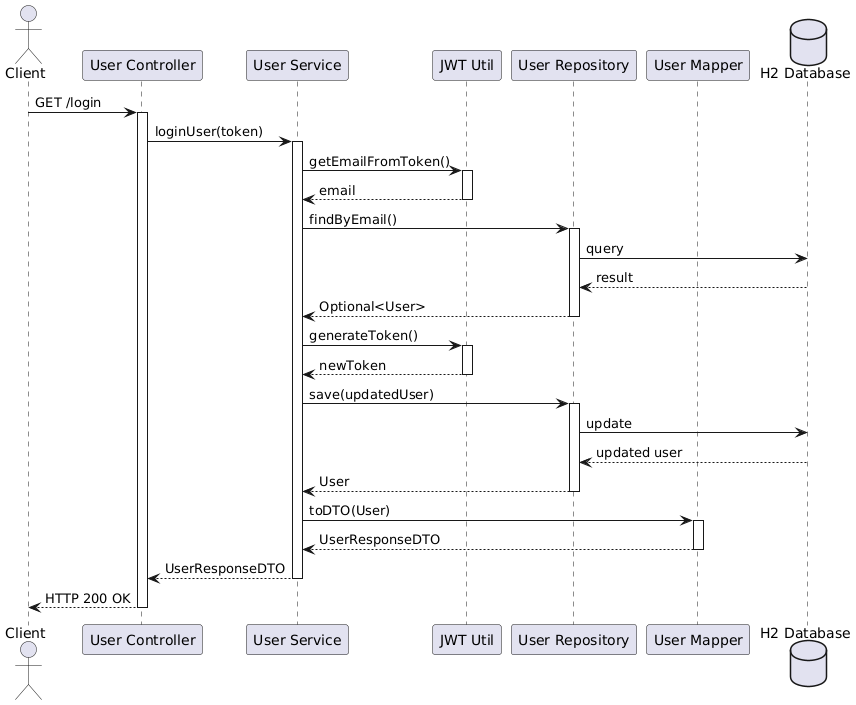 Client
User Controller
User Service
JWT Util
User Repository
User Mapper
H2 Database
GET /login
loginUser(token)
getEmailFromToken()
email
findByEmail()
query
result
Optional<User>
generateToken()
newToken
save(updatedUser)
update
updated user
User
toDTO(User)
UserResponseDTO
UserResponseDTO
HTTP 200 OK
Client
User Controller
User Service
JWT Util
User Repository
User Mapper
H2 Database